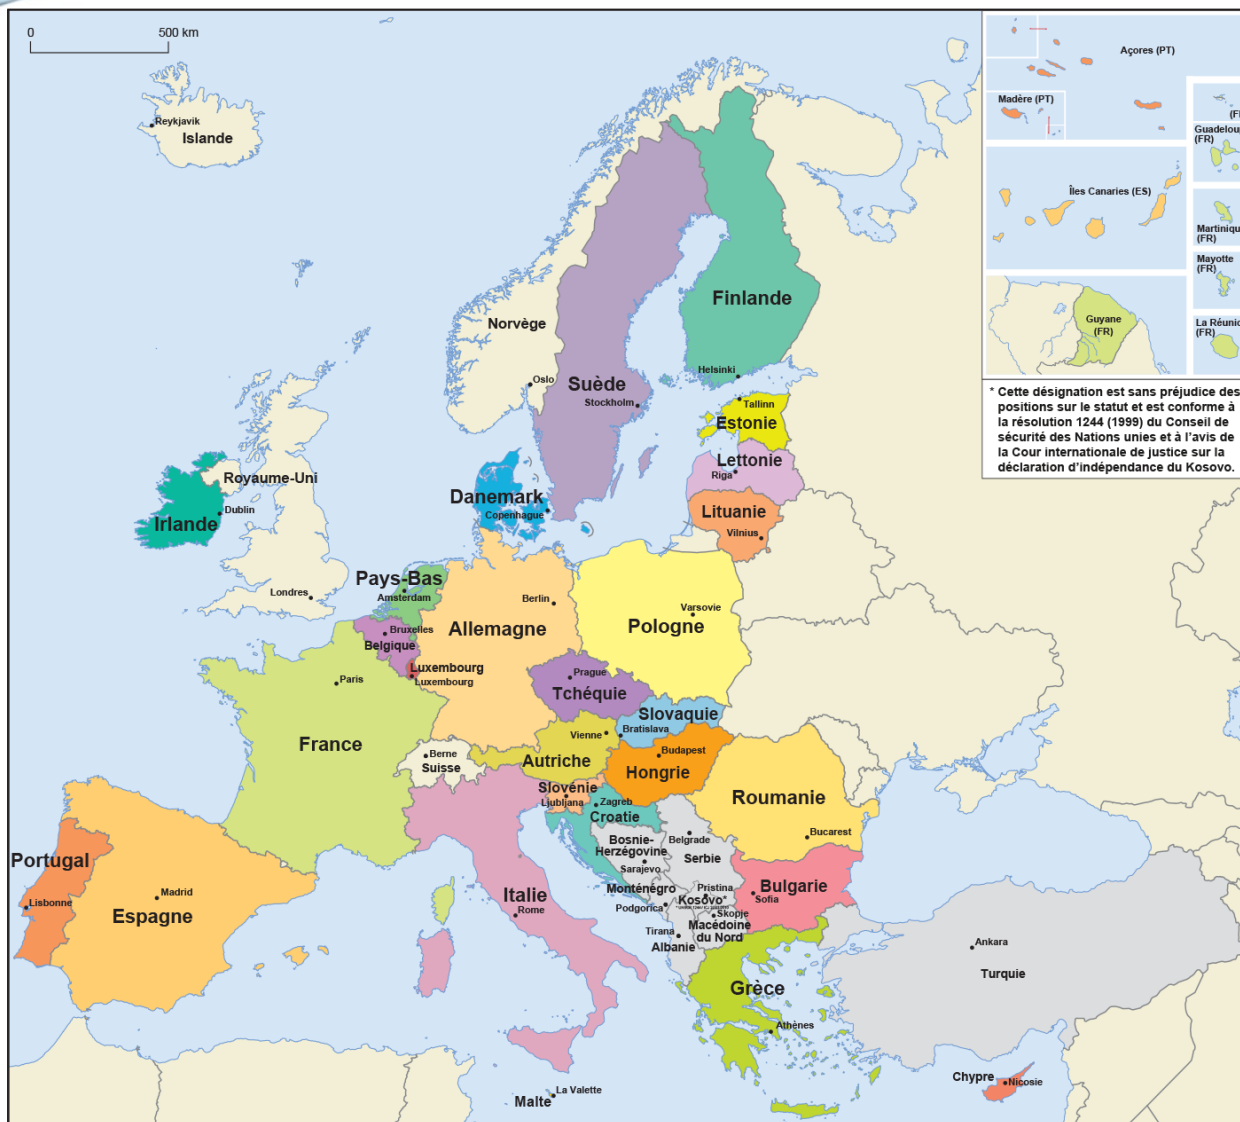 0 500 km
Açores (PT)
Madère (PT)
Guadeloup
(FR)
Îles Canaries (ES)
Martiniqu
(FR)
Mayotte
(FR)
Guyane
(FR)
La Réunio
(FR)
* Cette désignation est sans préjudice des
positions sur le statut et est conforme à
la résolution 1244 (1999) du Conseil de
sécurité des Nations unies et à l'avis de
la Cour internationale de justice sur la
déclaration d'indépendance du Kosovo.
Reykjavik
Islande
Norvège
Oslo
Suède
Stockholm
Finlande
Helsinki
Tallinn
Estonie
Lettonie
Riga
Lituanie
Vilnius
Royaume-Uni
Irlande
Dublin
Londres
Danemark
Copenhague
Pays-Bas
Amsterdam
Bruxelles
Belgique
Luxembourg
Luxembourg
Allemagne
Berlin
Pologne
Varsovie
Prague
Tchéquie
Slovaquie
Bratislava
Vienne
Autriche
Budapest
Hongrie
Paris
France
Berne
Suisse
Slovénie
Ljubljana
Zagreb
Croatie
Roumanie
Bucarest
Bosnie-
Herzégovine
Sarajevo
Belgrade
Serbie
Monténégro
Podgorica
Pristina
Kosovo*
Skopje
Macédoine
du Nord
Tirana
Albanie
Bulgarie
Sofia
Portugal
Lisbonne
Madrid
Espagne
Italie
Rome
Grèce
Athènes
Ankara
Turquie
Chypre
Nicosie
La Valette
Malte